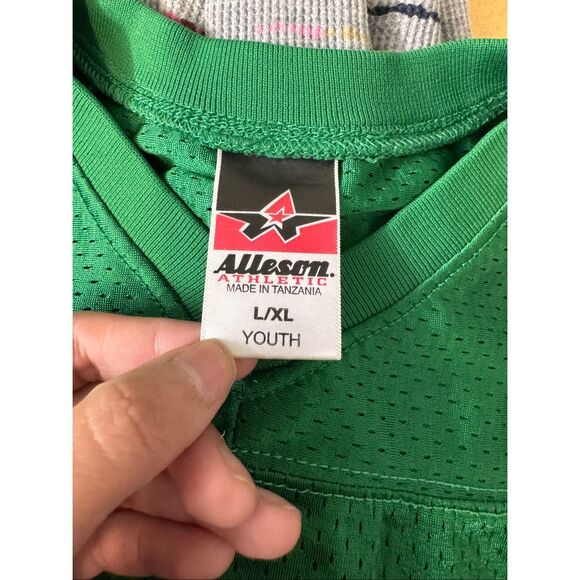 Alleson.
ATHLETIC
MADE IN TANZANIA
L/XL
YOUTH